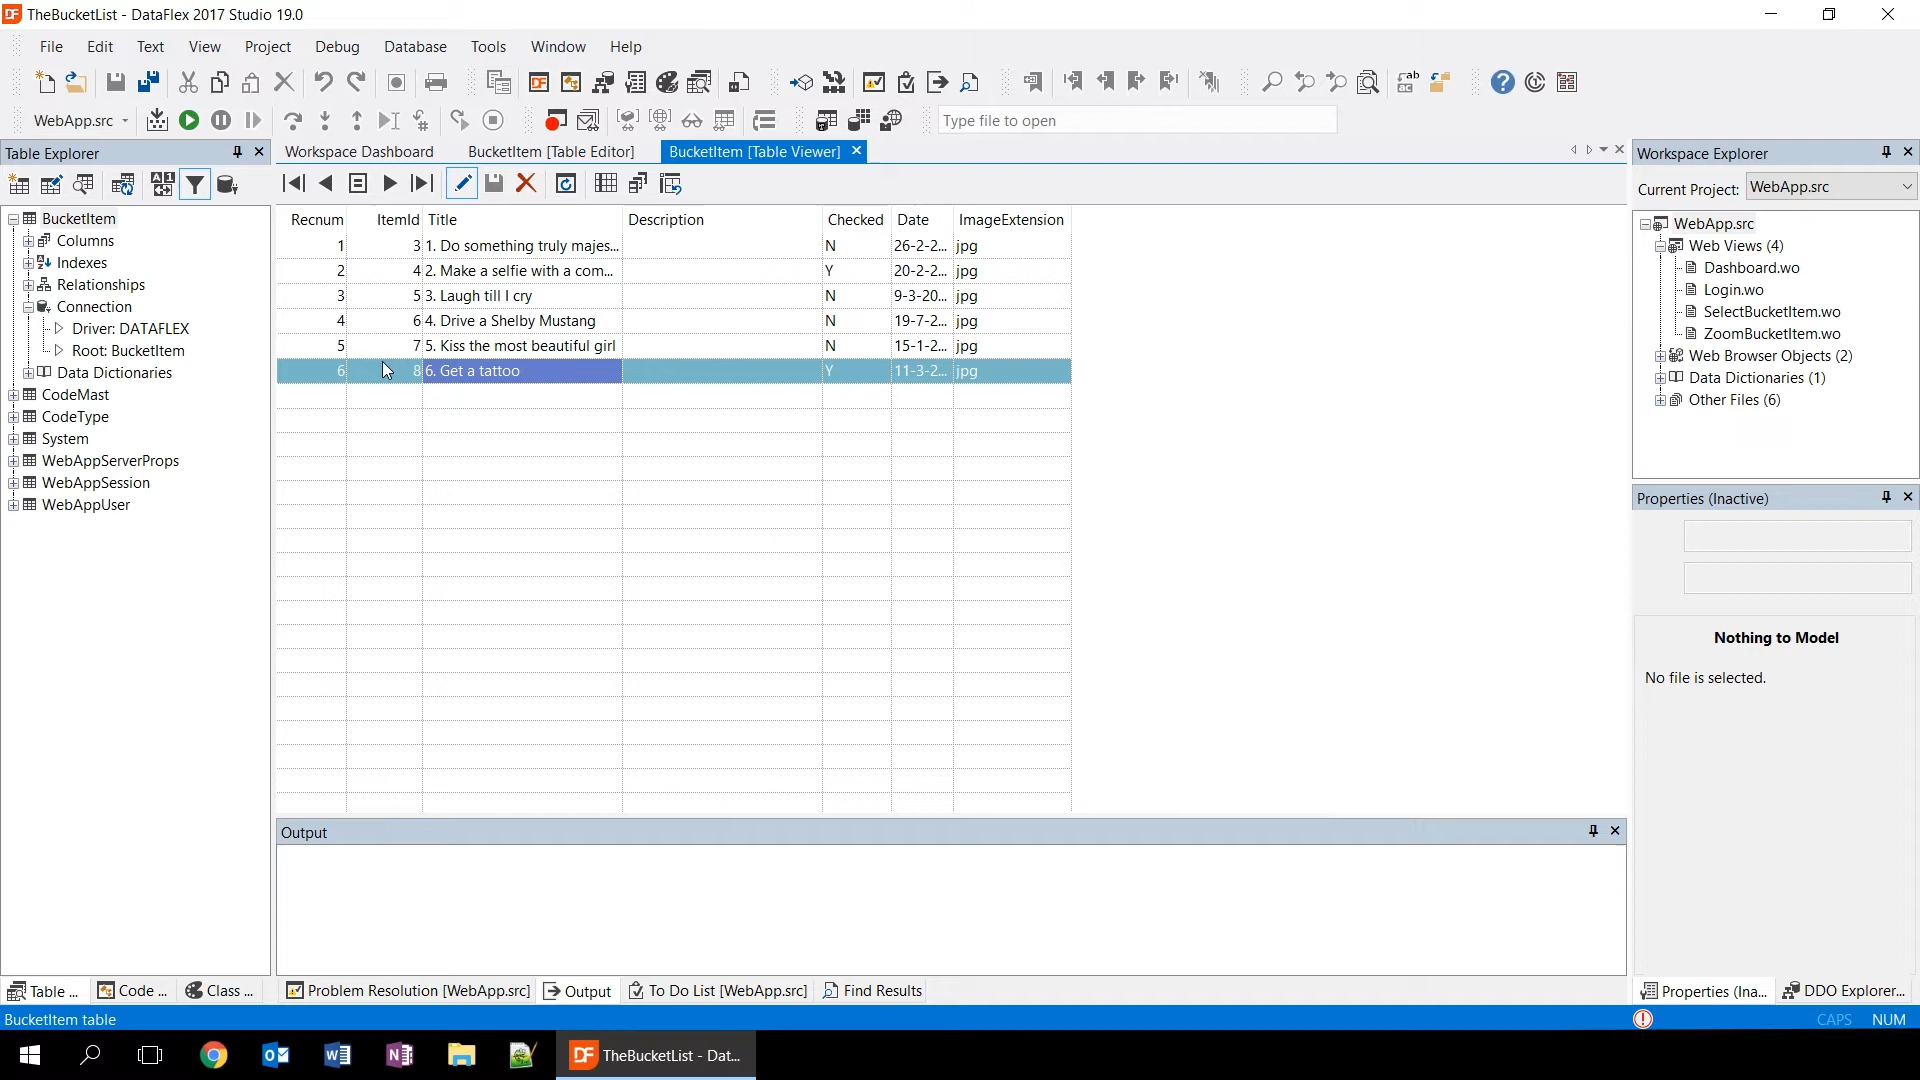 TheBucketList - DataFlex 2017 Studio 19.0
File Edit Text View Project Debug Database Tools Window Help
WebApp.src
Type file to open
Table Explorer
BucketItem
Columns
Indexes
Relationships
Connection
Driver: DATAFLEX
Root: BucketItem
Data Dictionaries
CodeMast
CodeType
System
WebAppServerProps
WebAppSession
WebAppUser
Table ...
Code ...
Class ...
Workspace Dashboard BucketItem [Table Editor] BucketItem [Table Viewer]
Recnum ItemId Title Description Checked Date ImageExtension
1 3 1. Do something truly majes... N 26-2-2... jpg
2 4 2. Make a selfie with a com... Y 20-2-2... jpg
3 5 3. Laugh till I cry N 9-3-20... jpg
4 6 4. Drive a Shelby Mustang N 19-7-2... jpg
5 7 5. Kiss the most beautiful girl N 15-1-2... jpg
6 8 6. Get a tattoo Y 11-3-2... jpg
Output
Problem Resolution [WebApp.src] Output To Do List [WebApp.src] Find Results
Workspace Explorer
Current Project: WebApp.src
WebApp.src
Web Views (4)
Dashboard.wo
Login.wo
SelectBucketItem.wo
ZoomBucketItem.wo
Web Browser Objects (2)
Data Dictionaries (1)
Other Files (6)
Properties (Inactive)
Nothing to Model
No file is selected.
Properties (Ina... DDO Explorer...
BucketItem table
CAPS NUM
TheBucketList - Dat...